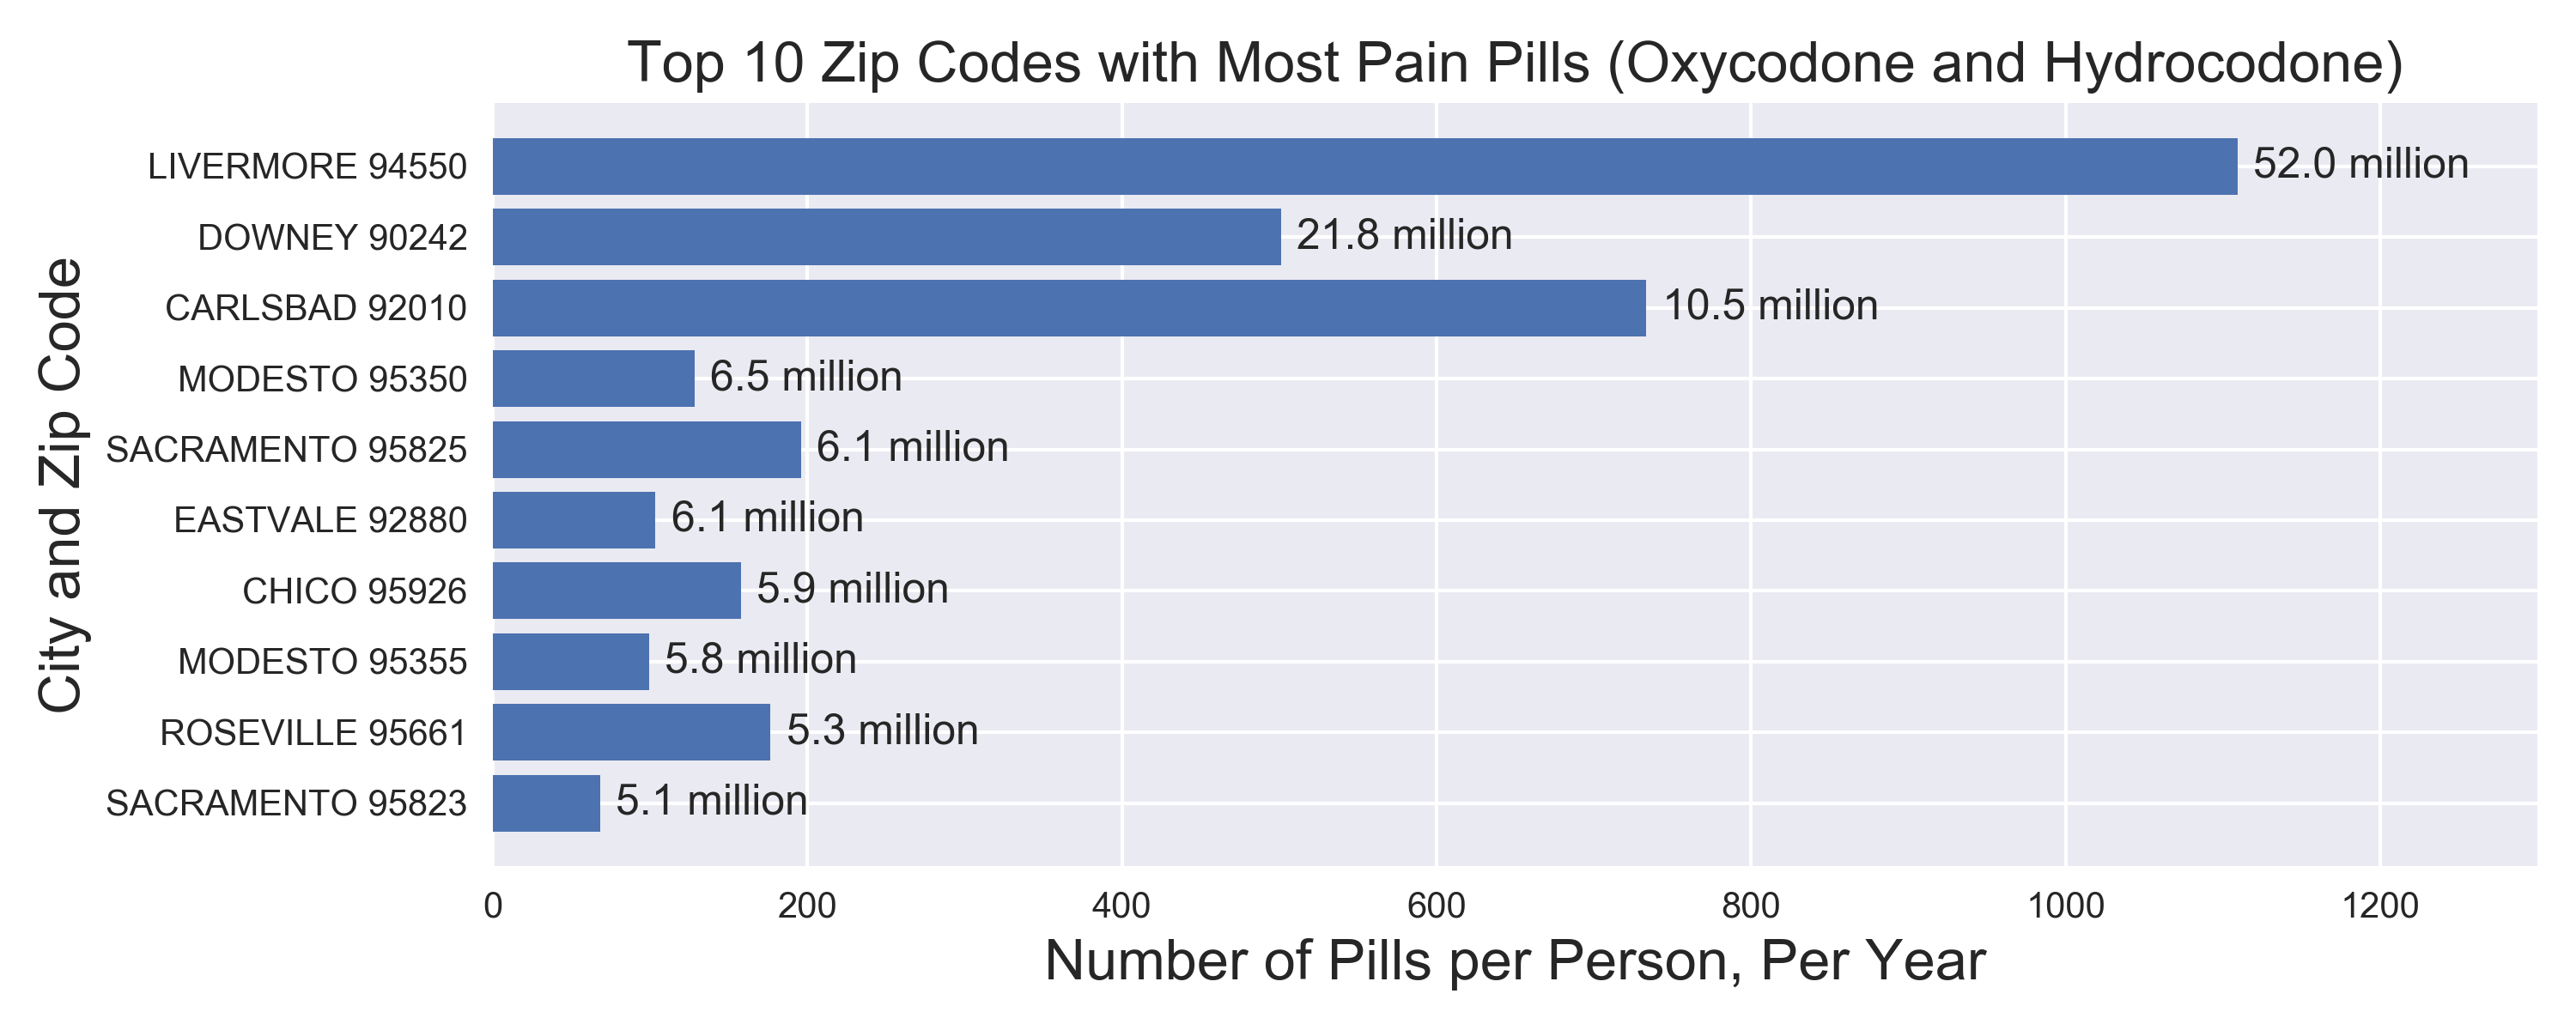 Top 10 Zip Codes with Most Pain Pills (Oxycodone and Hydrocodone)
City and Zip Code
LIVERMORE 94550 52.0 million
DOWNEY 90242 21.8 million
CARLSBAD 92010 10.5 million
MODESTO 95350 6.5 million
SACRAMENTO 95825 6.1 million
EASTVALE 92880 6.1 million
CHICO 95926 5.9 million
MODESTO 95355 5.8 million
ROSEVILLE 95661 5.3 million
SACRAMENTO 95823 5.1 million
0 200 400 600 800 1000 1200
Number of Pills per Person, Per Year